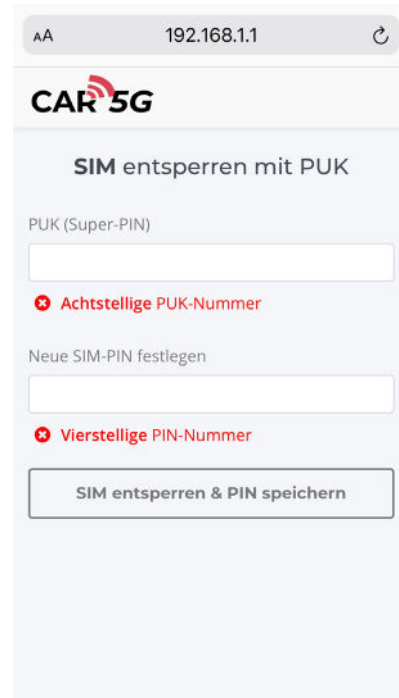 AA 192.168.1.1
CAR 5G
SIM entsperren mit PUK
PUK (Super-PIN)
Achtstellige PUK-Nummer
Neue SIM-PIN festlegen
Vierstellige PIN-Nummer
SIM entsperren & PIN speichern